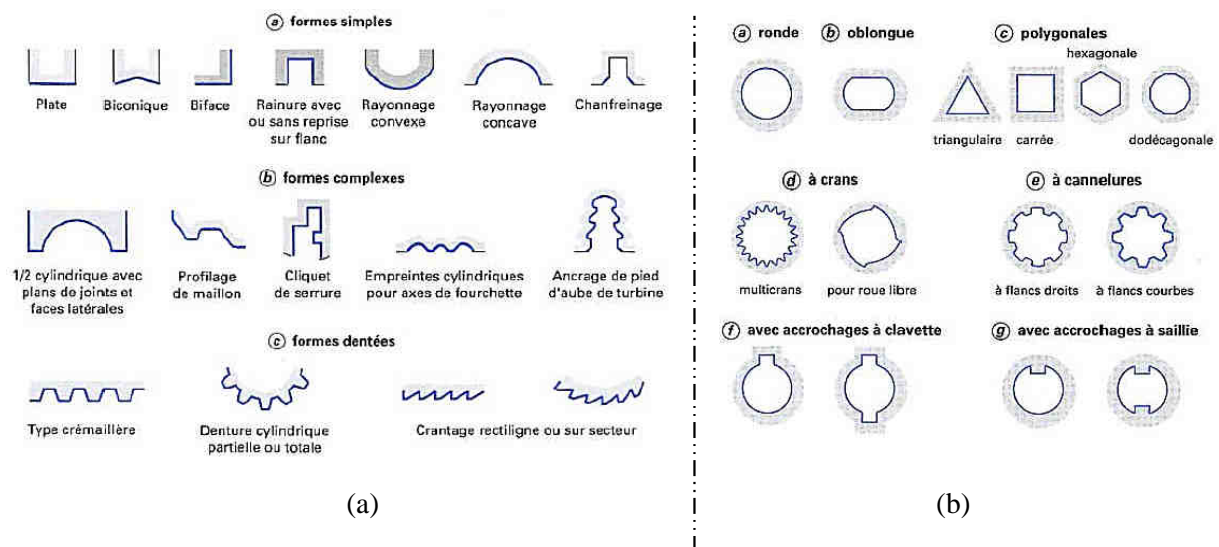 ⓐ formes simples
Plate
Biconique
Biface
Rainure avec
ou sans reprise
sur flanc
Rayonnage
convexe
Rayonnage
concave
Chanfreinage
ⓑ formes complexes
1/2 cylindrique avec
plans de joints et
faces latérales
Profilage
de maillon
Cliquet
de serrure
Empreintes cylindriques
pour axes de fourchette
Ancrage de pied
d'aube de turbine
ⓒ formes dentées
Type crémaillère
Denture cylindrique
partielle ou totale
Crantage rectiligne ou sur secteur
(a)
ⓐ ronde
ⓑ oblongue
ⓒ polygonales
hexagonale
triangulaire
carrée
dodécagonale
ⓓ à crans
multicrans
pour roue libre
ⓔ à cannelures
à flancs droits
à flancs courbes
ⓕ avec accrochages à clavette
ⓖ avec accrochages à saillie
(b)